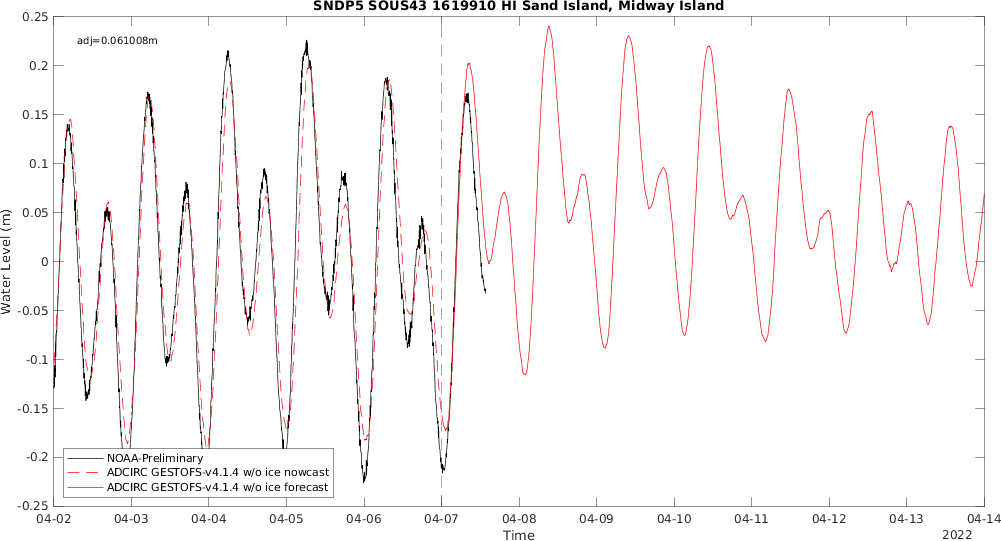 SNDP5 SOUS43 1619910 HI Sand Island, Midway Island
adj=0.061008m
0.25
0.2
0.15
0.1
0.05
0
-0.05
-0.1
-0.15
-0.2
-0.25
Water Level (m)
NOAA-Preliminary
ADCIRC GESTOFS-v4.1.4 w/o ice nowcast
ADCIRC GESTOFS-v4.1.4 w/o ice forecast
04-02 04-03 04-04 04-05 04-06 04-07 04-08 04-09 04-10 04-11 04-12 04-13 04-14
Time
2022